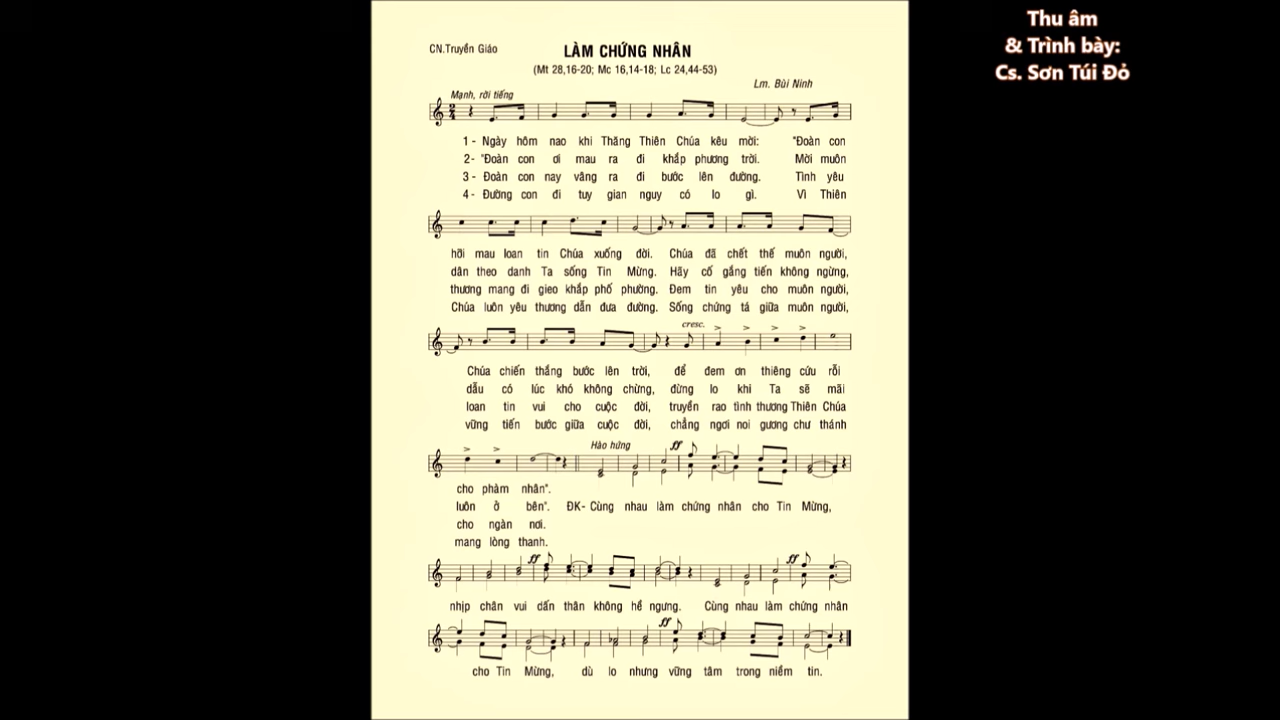 Thu âm
& Trình bày:
Cs. Sơn Túi Đỏ
CN.Truyền Giáo
LÀM CHỨNG NHÂN
(Mt 28,16-20; Mc 16,14-18; Lc 24,44-53)
Lm. Bùi Ninh
Mạnh, rời tiếng
1 - Ngày hôm nao khi Thăng Thiên Chúa kêu mời: "Đoàn con
2- "Đoàn con ơi mau ra đi khắp phương trời. Mời muôn
3 - Đoàn con nay vâng ra đi bước lên đường. Tình yêu
4 - Đường con đi tuy gian nguy có lo gì. Vì Thiên
hỡi mau loan tin Chúa xuống đời. Chúa đã chết thế muôn người,
dân theo danh Ta sống Tin Mừng. Hãy cố gắng tiến không ngừng,
thương mang đi gieo khắp phố phường. Đem tin yêu cho muôn người,
Chúa luôn yêu thương dẫn đưa đường. Sống chứng tá giữa muôn người,
cresc.
Chúa chiến thắng bước lên trời, để đem ơn thiêng cứu rỗi
dẫu có lúc khó không chừng, đừng lo khi Ta sẽ mãi
loan tin vui cho cuộc đời, truyền rao tình thương Thiên Chúa
vững tiến bước giữa cuộc đời, chẳng ngơi noi gương chư thánh
Hào hứng ff
cho phàm nhân".
luôn ở bên". ĐK- Cùng nhau làm chứng nhân cho Tin Mừng,
cho ngàn nơi.
mang lòng thanh.
ff ff
nhịp chân vui dấn thân không hề ngưng. Cùng nhau làm chứng nhân
ff
cho Tin Mừng, dù lo nhưng vững tâm trong niềm tin.